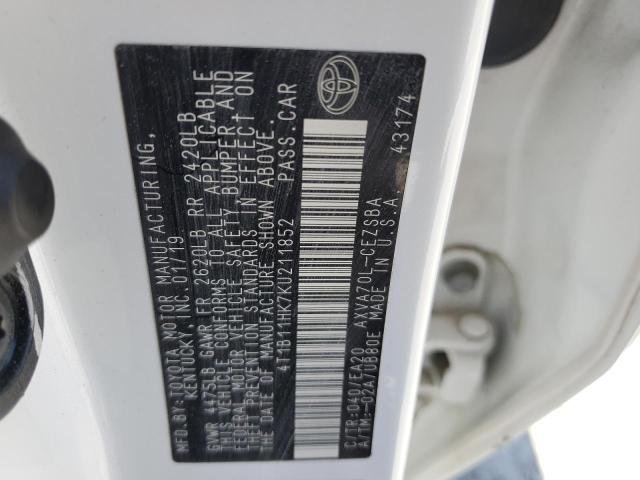 MFD.BY:TOYOTA MOTOR MANUFACTURING,
KENTUCKY, INC. 01/19
GVWR 4475LB GAWR FR 2620LB RR 2420LB
THIS VEHICLE CONFORMS TO ALL APPLICABLE
FEDERAL MOTOR VEHICLE SAFETY BUMPER AND
THEFT PREVENTION STANDARDS IN EFFECT ON
THE DATE OF MANUFACTURE SHOWN ABOVE.
4T1B11HK7KU211852 PASS.CAR
C/TR:040/EA20 AXVA70L-CEZSBA
A/TM:-02A/UB80E MADE IN U.S.A.
43174